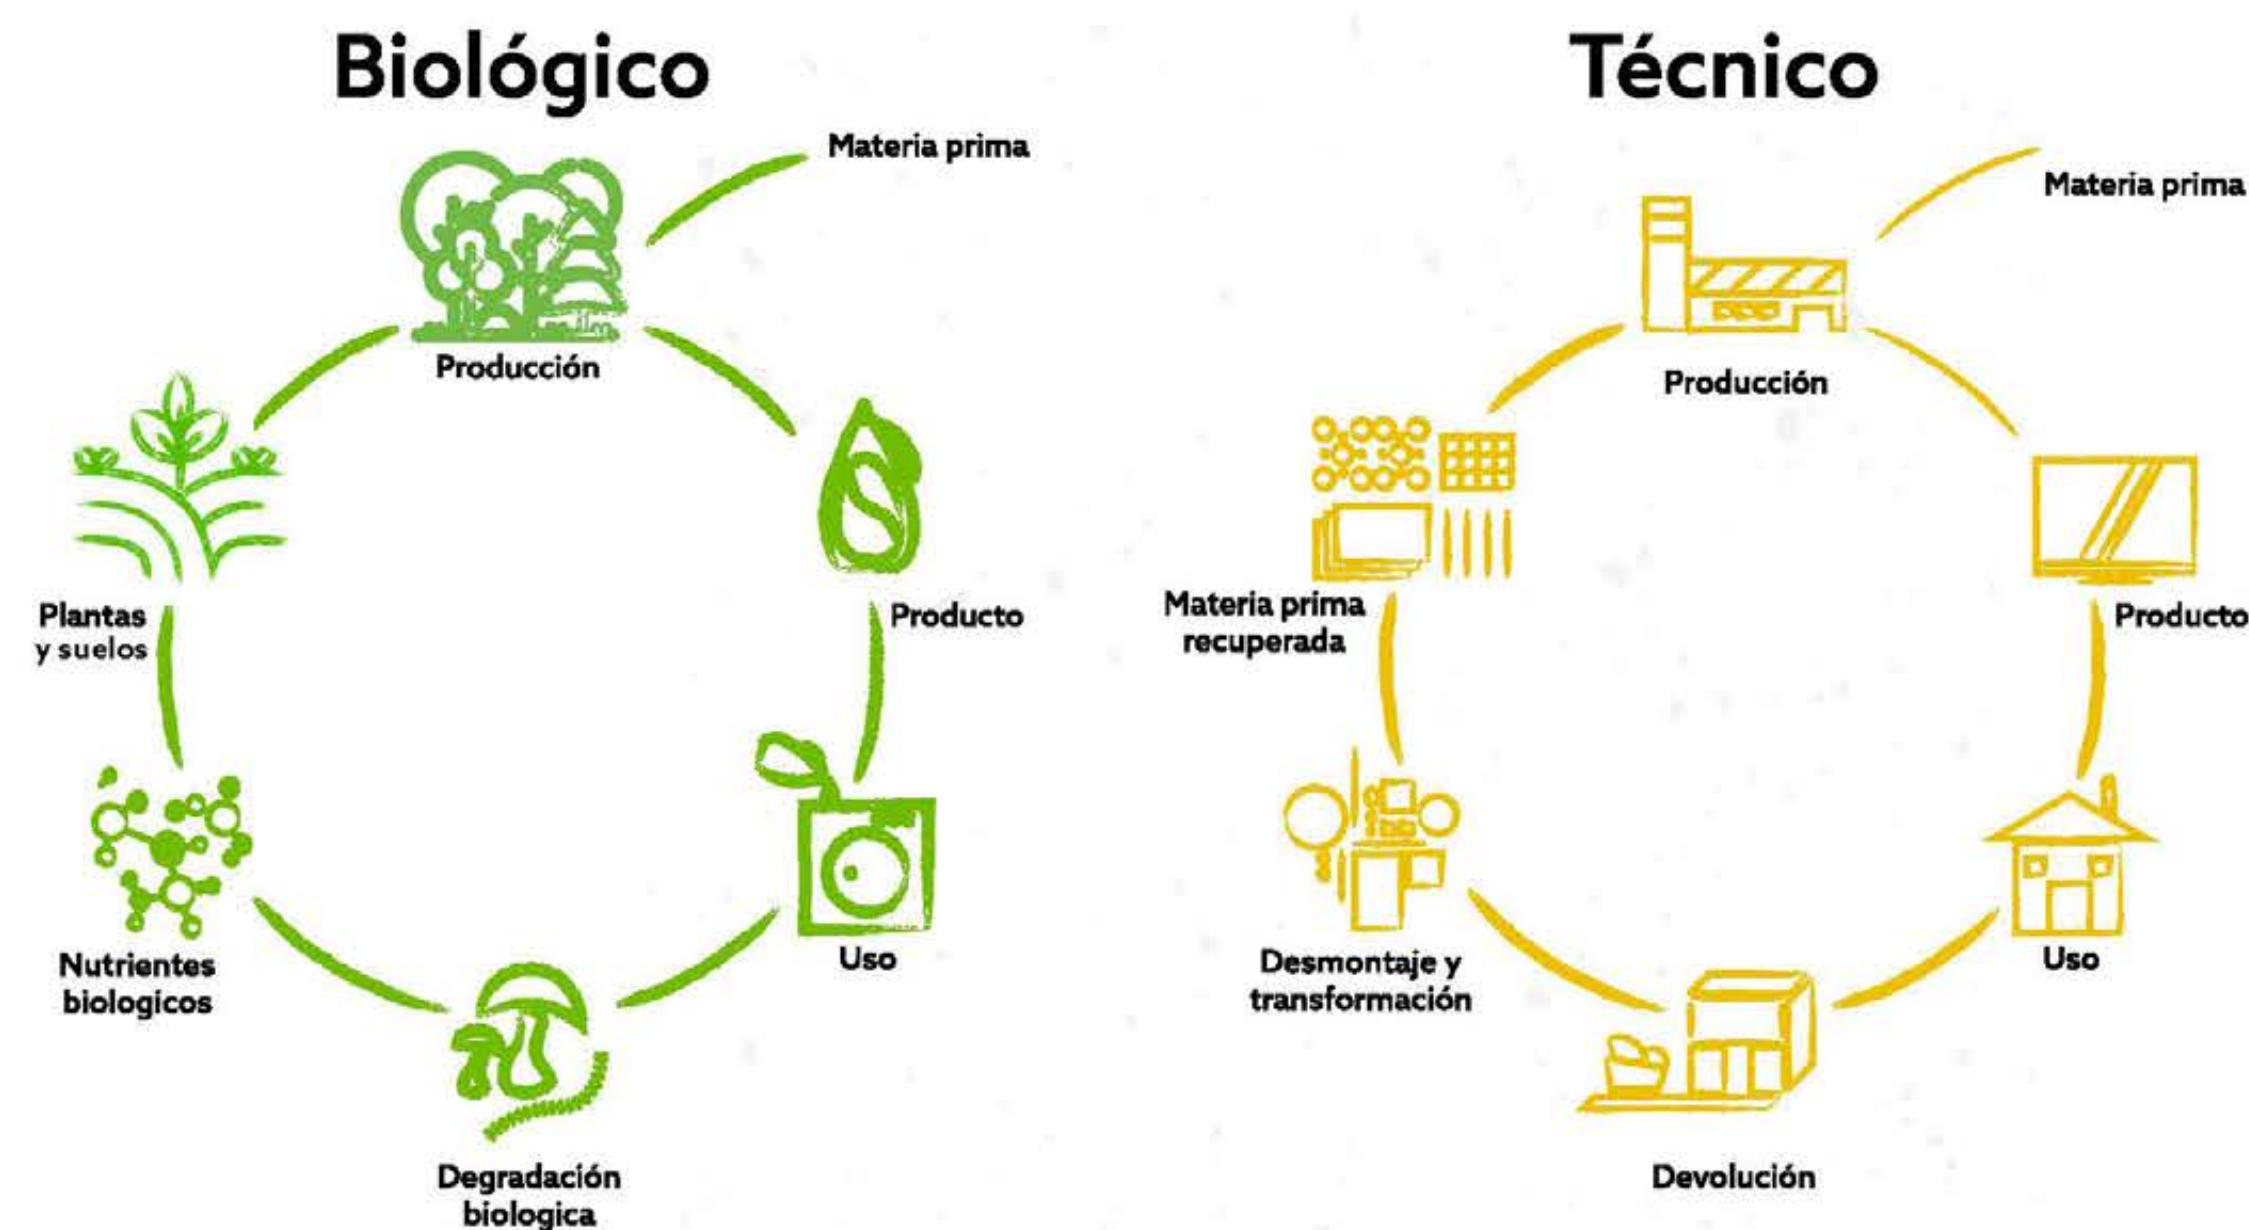 Biológico
Materia prima
Producción
Producto
Uso
Degradación
biologica
Nutrientes
biologicos
Plantas
y suelos
Técnico
Materia prima
Producción
Producto
Uso
Devolución
Desmontaje y
transformación
Materia prima
recuperada